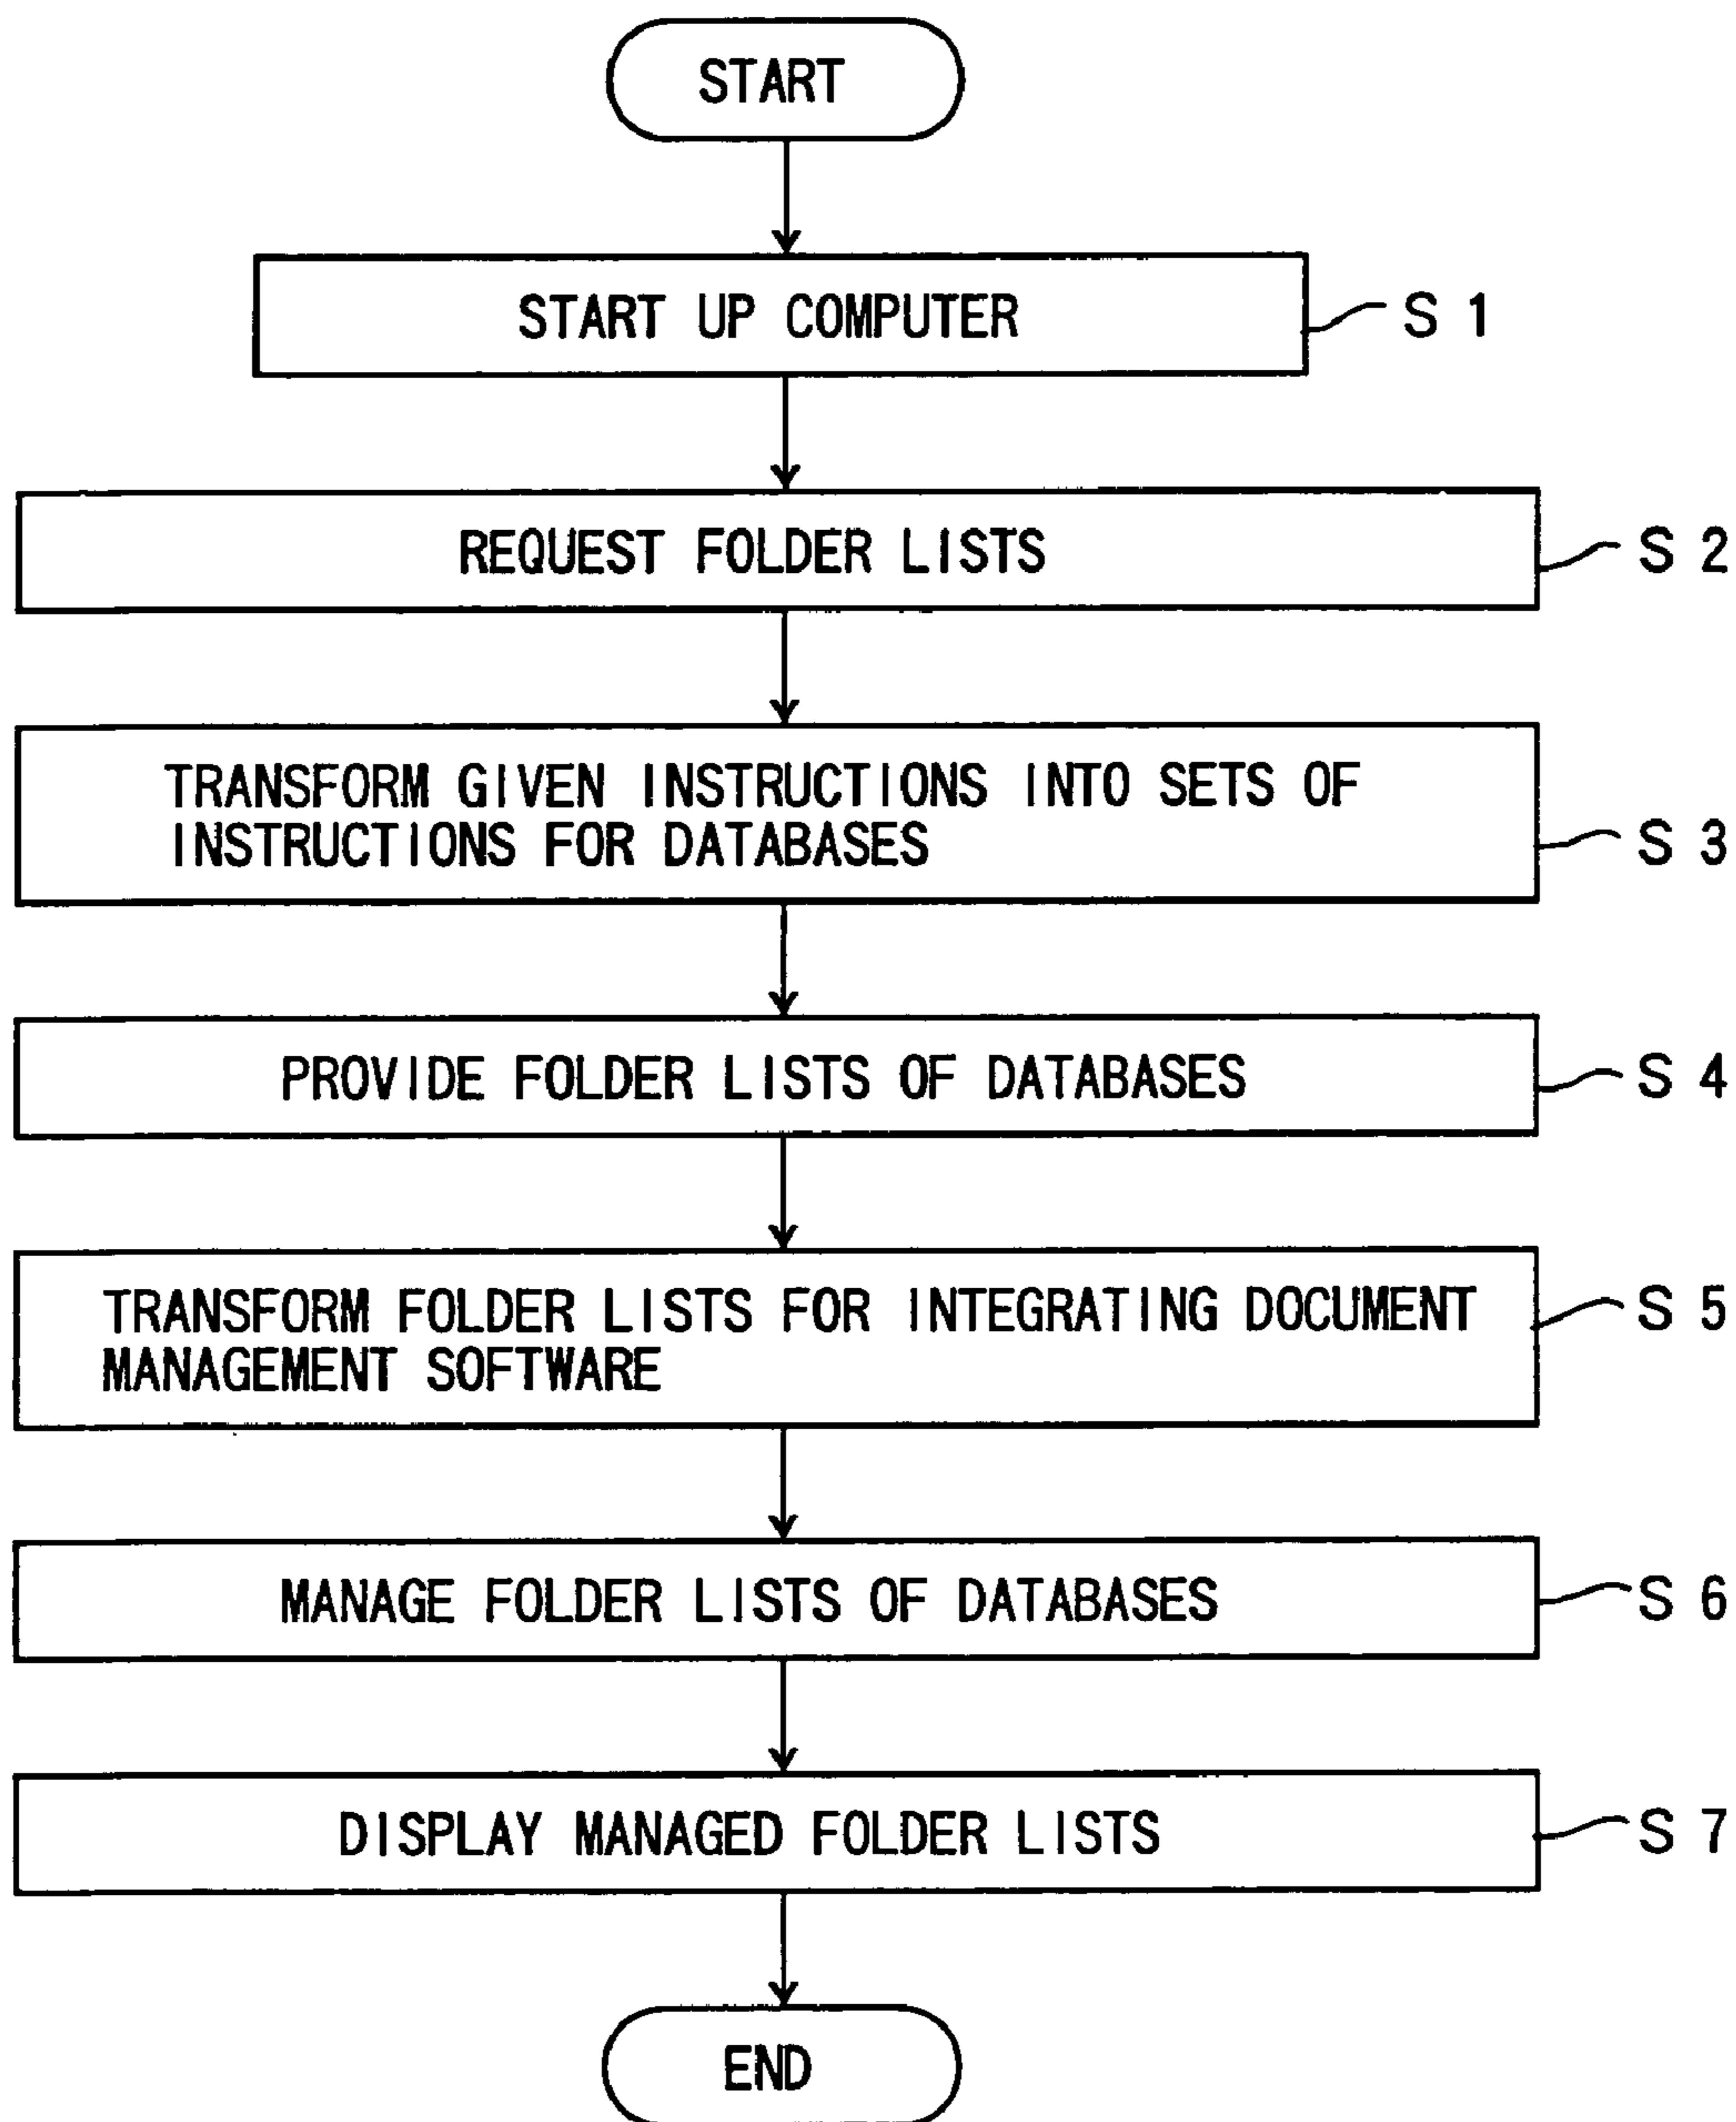 START
START UP COMPUTER
S 1
REQUEST FOLDER LISTS
S 2
TRANSFORM GIVEN INSTRUCTIONS INTO SETS OF
INSTRUCTIONS FOR DATABASES
S 3
PROVIDE FOLDER LISTS OF DATABASES
S 4
TRANSFORM FOLDER LISTS FOR INTEGRATING DOCUMENT
MANAGEMENT SOFTWARE
S 5
MANAGE FOLDER LISTS OF DATABASES
S 6
DISPLAY MANAGED FOLDER LISTS
S 7
END